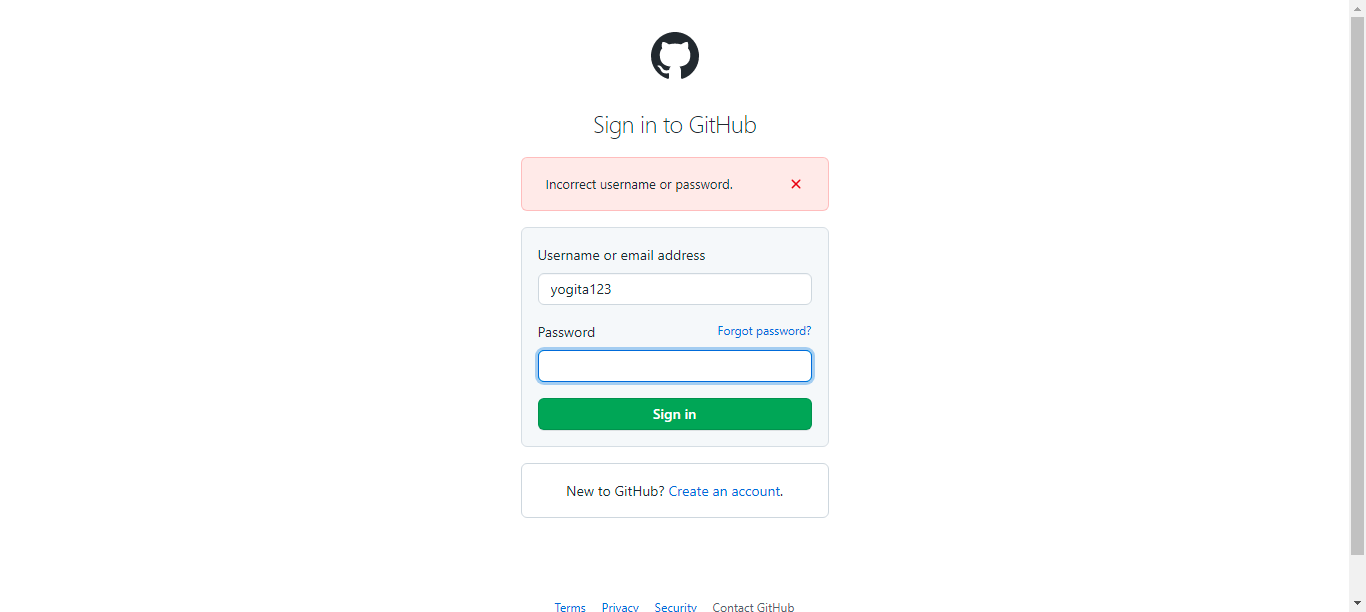 Sign in to GitHub
Incorrect username or password.
Username or email address
yogita123
Password Forgot password?
Sign in
New to GitHub? Create an account.
Terms Privacy Security Contact GitHub